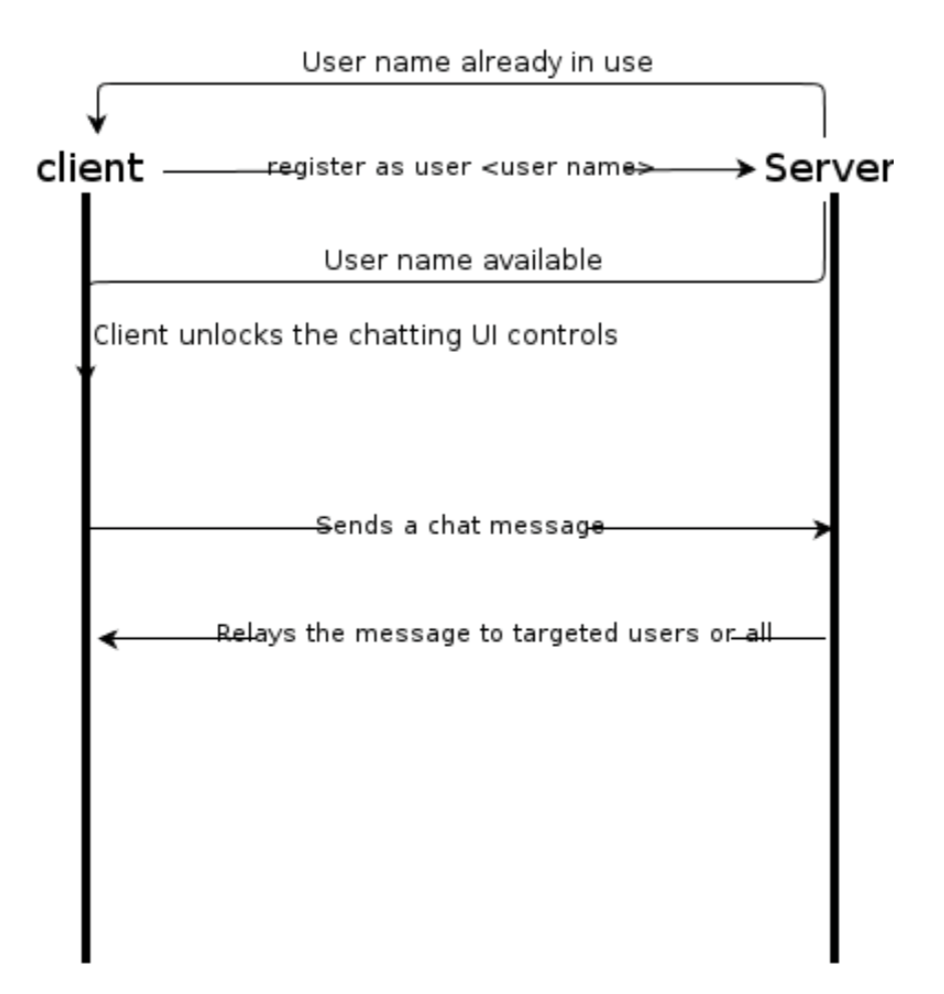 User name already in use
client
register as user <user name>
Server
User name available
Client unlocks the chatting UI controls
Sends a chat message
Relays the message to targeted users or all